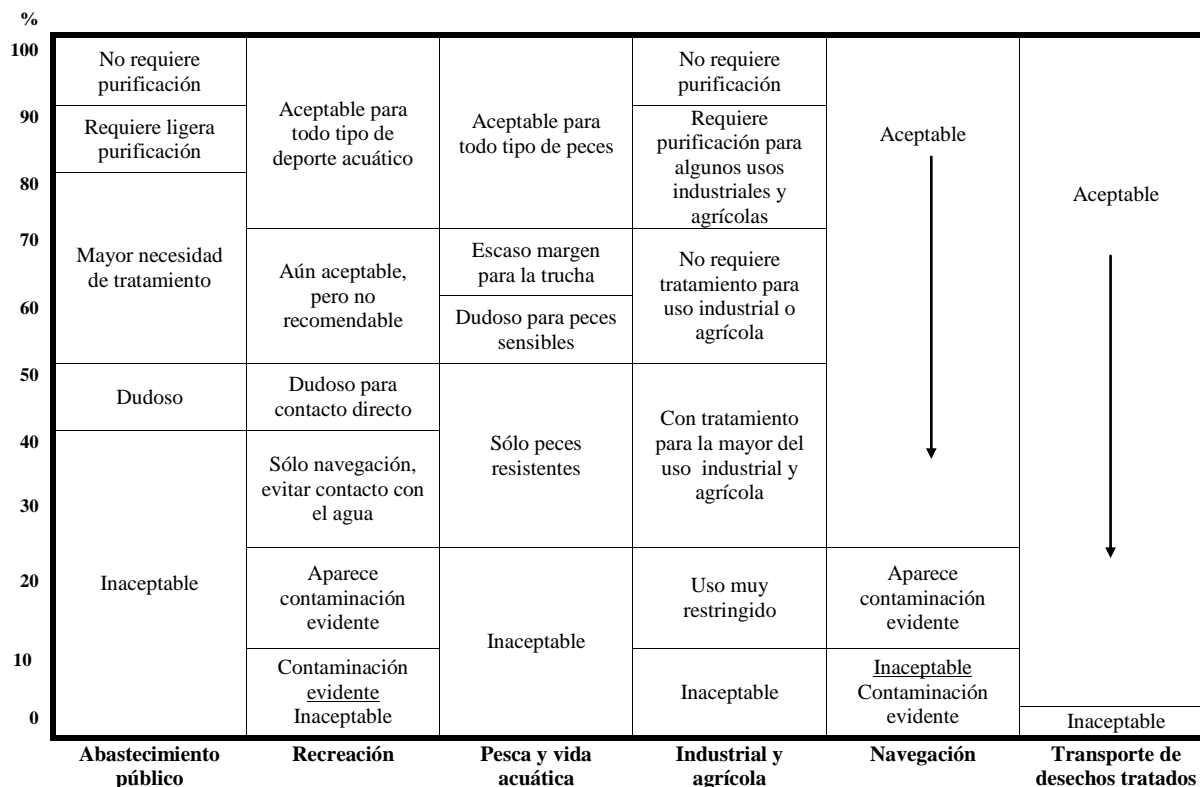 %
100
90
80
70
60
50
40
30
20
10
0
No requiere
purificación
Requiere ligera
purificación
Mayor necesidad
de tratamiento
Dudoso
Inaceptable
Abastecimiento
público
Aceptable para
todo tipo de
deporte acuático
Aún aceptable,
pero no
recomendable
Dudoso para
contacto directo
Sólo navegación,
evitar contacto con
el agua
Aparece
contaminación
evidente
Contaminación
evidente
Inaceptable
Recreación
Aceptable para
todo tipo de peces
Escaso margen
para la trucha
Dudoso para peces
sensibles
Sólo peces
resistentes
Inaceptable
Pesca y vida
acuática
No requiere
purificación
Requiere
purificación para
algunos usos
industriales y
agrícolas
No requiere
tratamiento para
uso industrial o
agrícola
Con tratamiento
para la mayor del
uso industrial y
agrícola
Uso muy
restringido
Inaceptable
Industrial y
agrícola
Aceptable
Aparece
contaminación
evidente
Inaceptable
Contaminación
evidente
Navegación
Aceptable
Inaceptable
Transporte de
desechos tratados